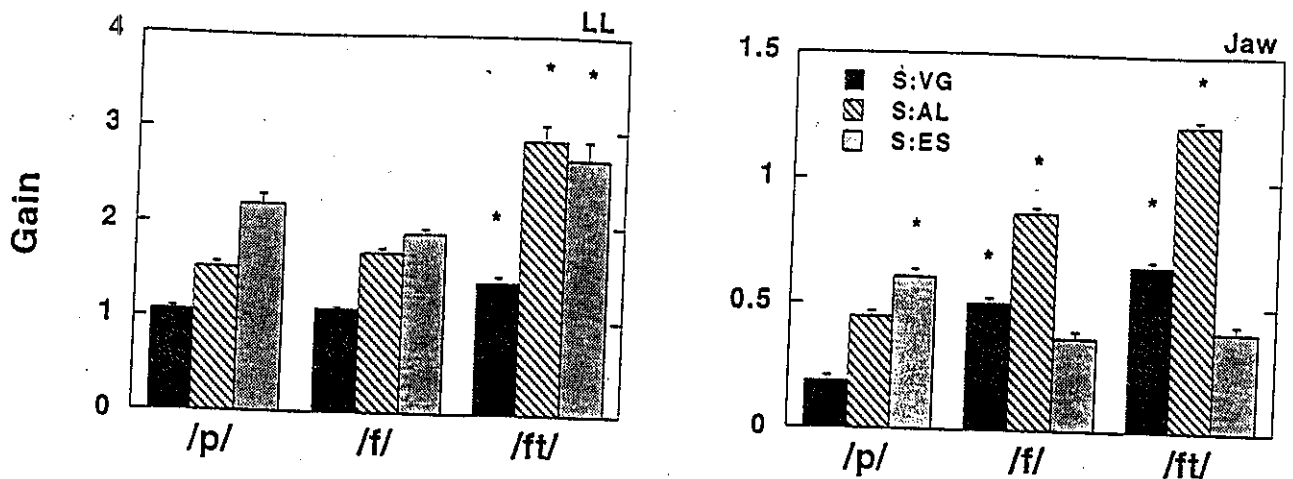 LL
4
3
2
1
0
Gain
/p/ /f/ /ft/
* * *
Jaw
1.5
1
0.5
0
S:VG
S:AL
S:ES
/p/ /f/ /ft/
* * * * *